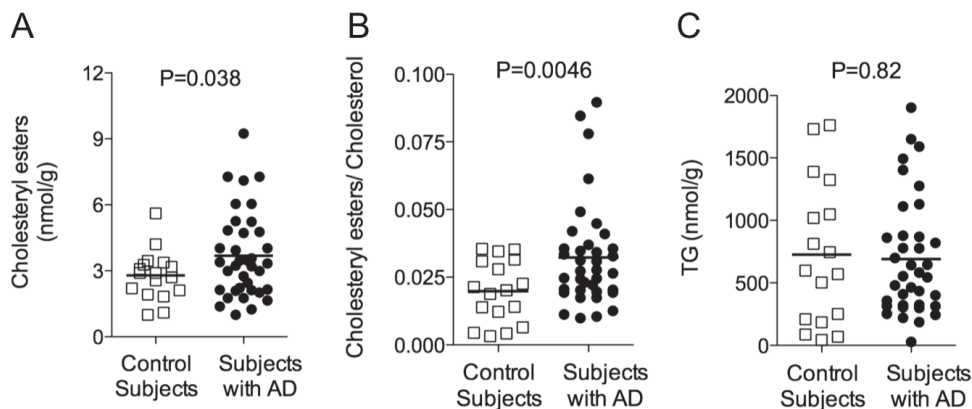 A
P=0.038
Cholesteryl esters
(nmol/g)
12
9
6
3
0
Control
Subjects
Subjects
with AD
B
P=0.0046
Cholesteryl esters/ Cholesterol
0.100
0.075
0.050
0.025
0.000
Control
Subjects
Subjects
with AD
C
P=0.82
TG (nmol/g)
2000
1500
1000
500
0
Control
Subjects
Subjects
with AD